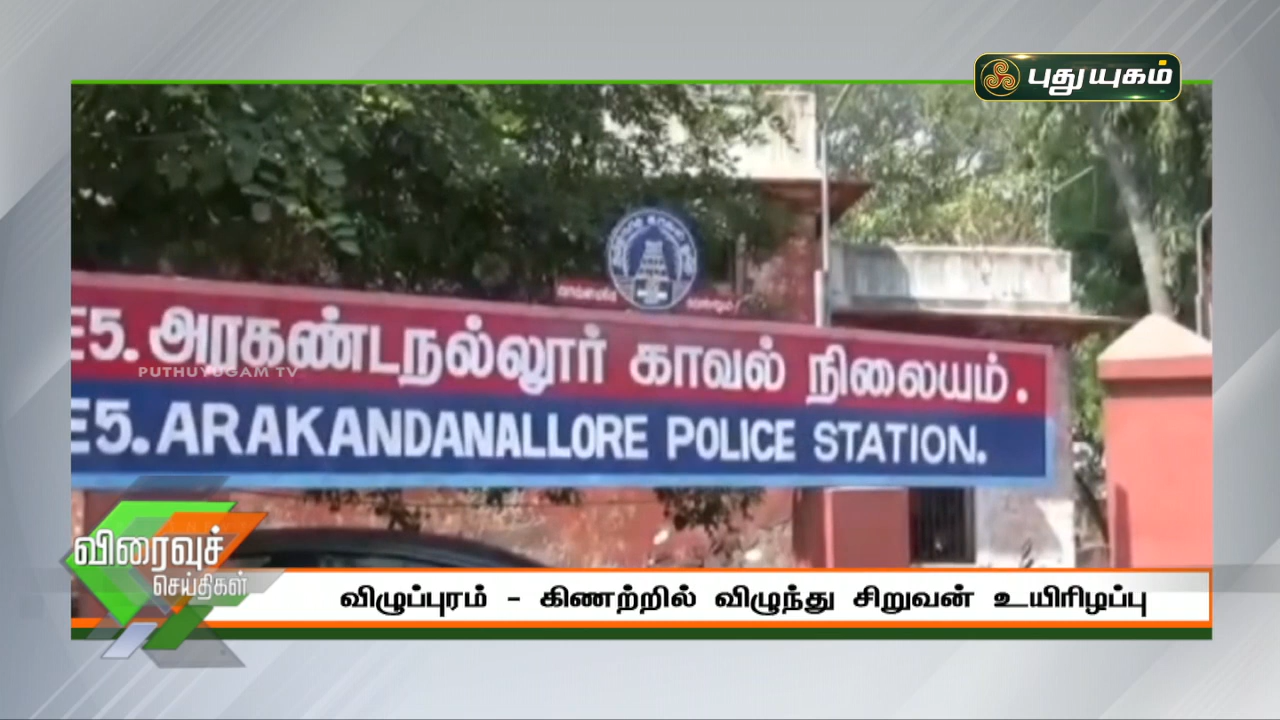 புதுயுகம்
E5. அரகண்டநல்லூர் காவல் நிலையம்.
PUTHUYUGAM TV
E5. ARAKANDANALLORE POLICE STATION.
விரைவுச்
செய்திகள்
விழுப்புரம் - கிணற்றில் விழுந்து சிறுவன் உயிரிழப்பு